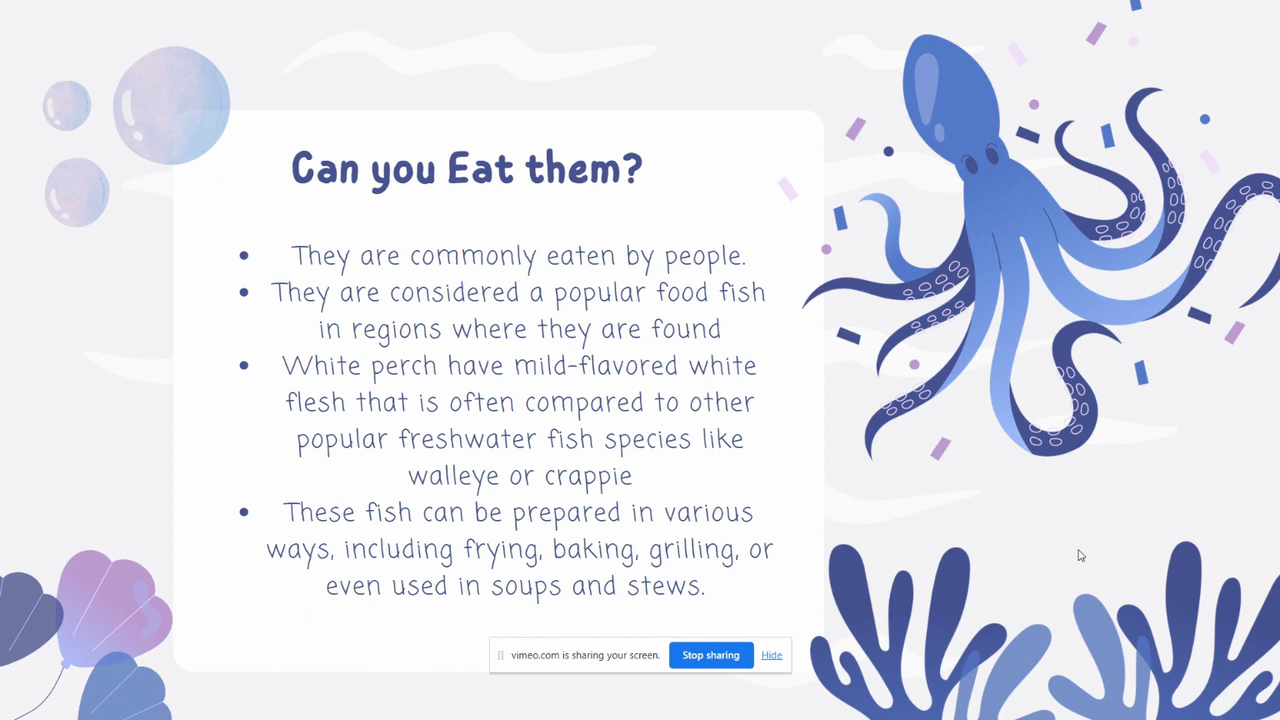 Can you Eat them?
They are commonly eaten by people.
They are considered a popular food fish
in regions where they are found
White perch have mild-flavored white
flesh that is often compared to other
popular freshwater fish species like
walleye or crappie
These fish can be prepared in various
ways, including frying, baking, grilling, or
even used in soups and stews.
vimeo.com is sharing your screen. Stop sharing Hide